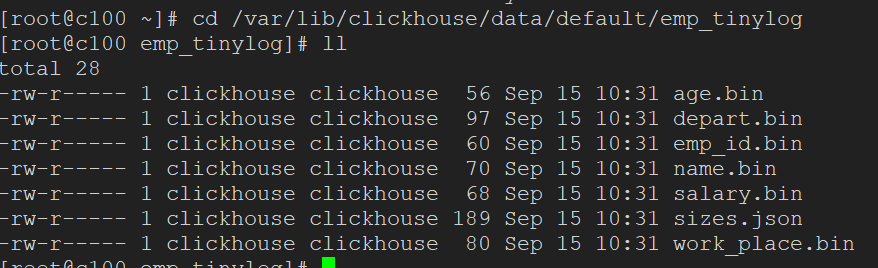 [root@c100 ~]# cd /var/lib/clickhouse/data/default/emp_tinylog
[root@c100 emp_tinylog]# ll
total 28
-rw-r----- 1 clickhouse clickhouse  56 Sep 15 10:31 age.bin
-rw-r----- 1 clickhouse clickhouse  97 Sep 15 10:31 depart.bin
-rw-r----- 1 clickhouse clickhouse  60 Sep 15 10:31 emp_id.bin
-rw-r----- 1 clickhouse clickhouse  70 Sep 15 10:31 name.bin
-rw-r----- 1 clickhouse clickhouse  68 Sep 15 10:31 salary.bin
-rw-r----- 1 clickhouse clickhouse 189 Sep 15 10:31 sizes.json
-rw-r----- 1 clickhouse clickhouse  80 Sep 15 10:31 work_place.bin
[root@c100 emp_tinylog]#